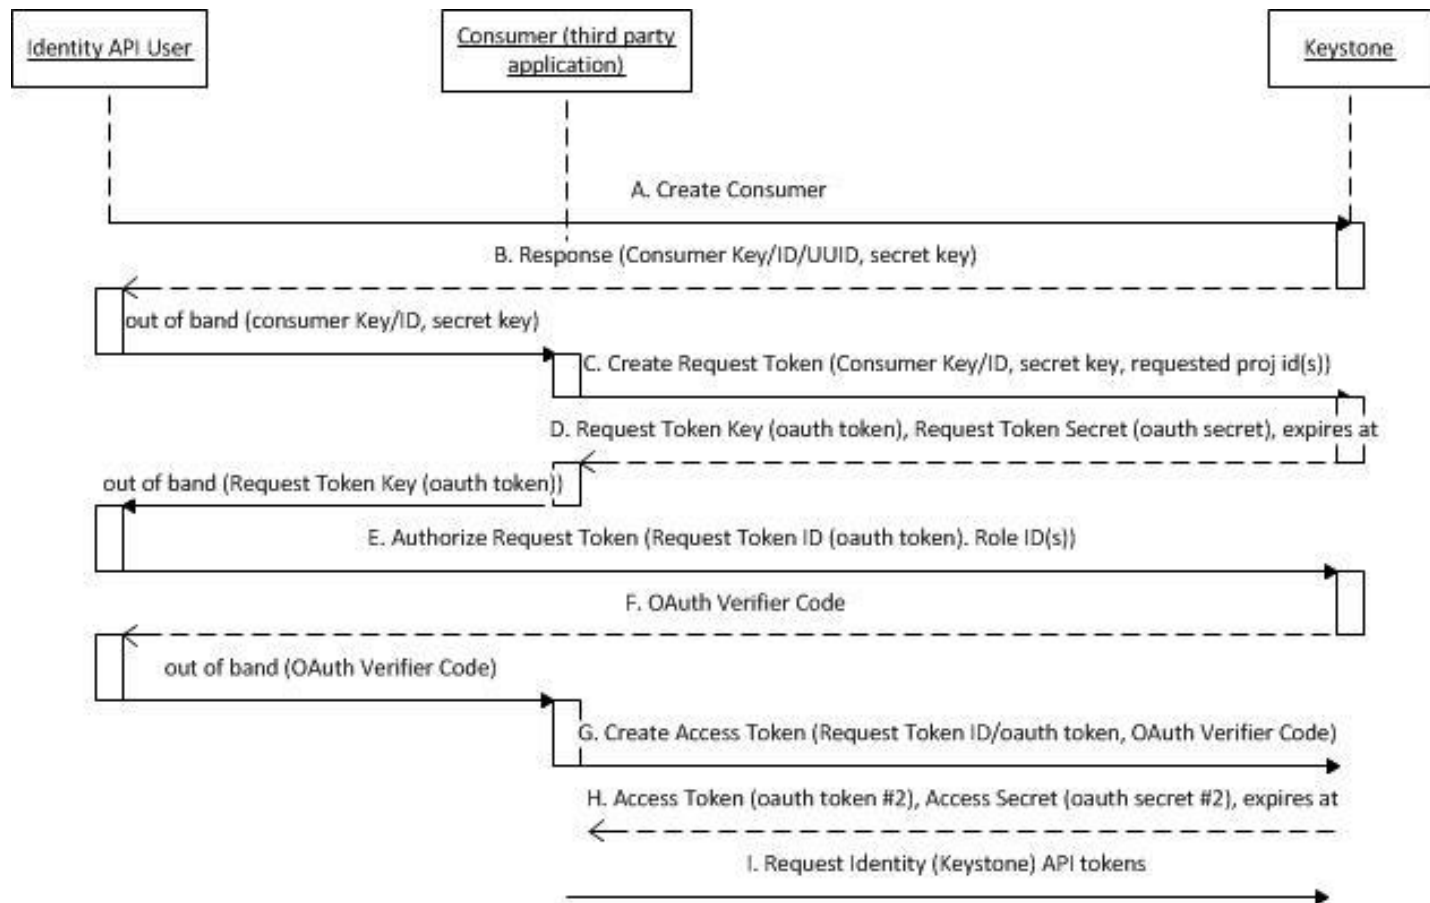 Identity API User
Consumer (third party
application)
Keystone
A. Create Consumer
B. Response (Consumer Key/ID/UUID, secret key)
out of band (consumer Key/ID, secret key)
C. Create Request Token (Consumer Key/ID, secret key, requested proj id(s))
D. Request Token Key (oauth token), Request Token Secret (oauth secret), expires at
out of band (Request Token Key (oauth token))
E. Authorize Request Token (Request Token ID (oauth token). Role ID(s))
F. OAuth Verifier Code
out of band (OAuth Verifier Code)
G. Create Access Token (Request Token ID/oauth token, OAuth Verifier Code)
H. Access Token (oauth token #2), Access Secret (oauth secret #2), expires at
I. Request Identity (Keystone) API tokens